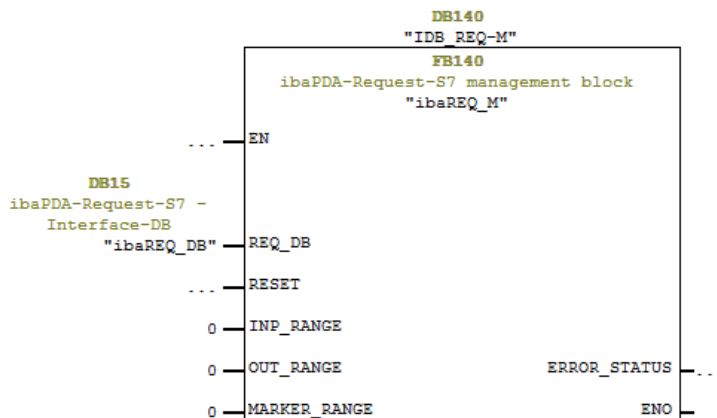 DB140
"IDB_REQ-M"
FB140
ibaPDA-Request-S7 management block
"ibaREQ_M"
... EN
DB15
ibaPDA-Request-S7 -
Interface-DB
"ibaREQ_DB" REQ_DB
... RESET
0 INP_RANGE
0 OUT_RANGE ERROR_STATUS ..
0 MARKER_RANGE ENO